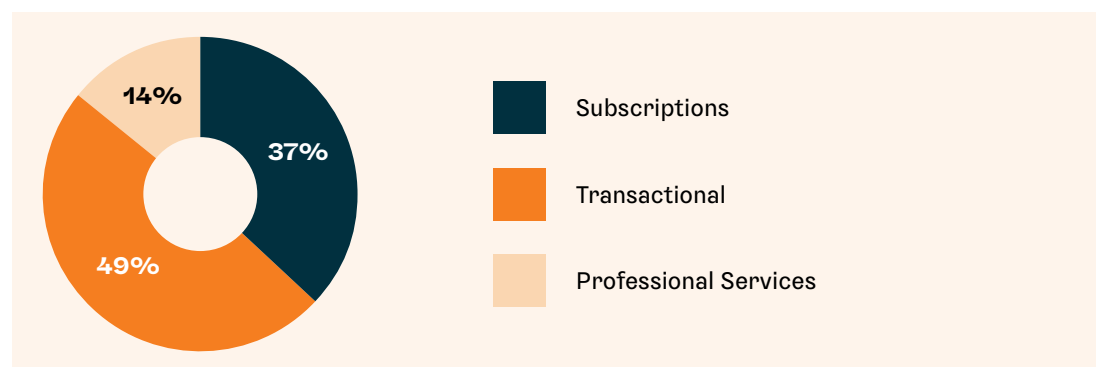 14%
37%
49%
Subscriptions
Transactional
Professional Services